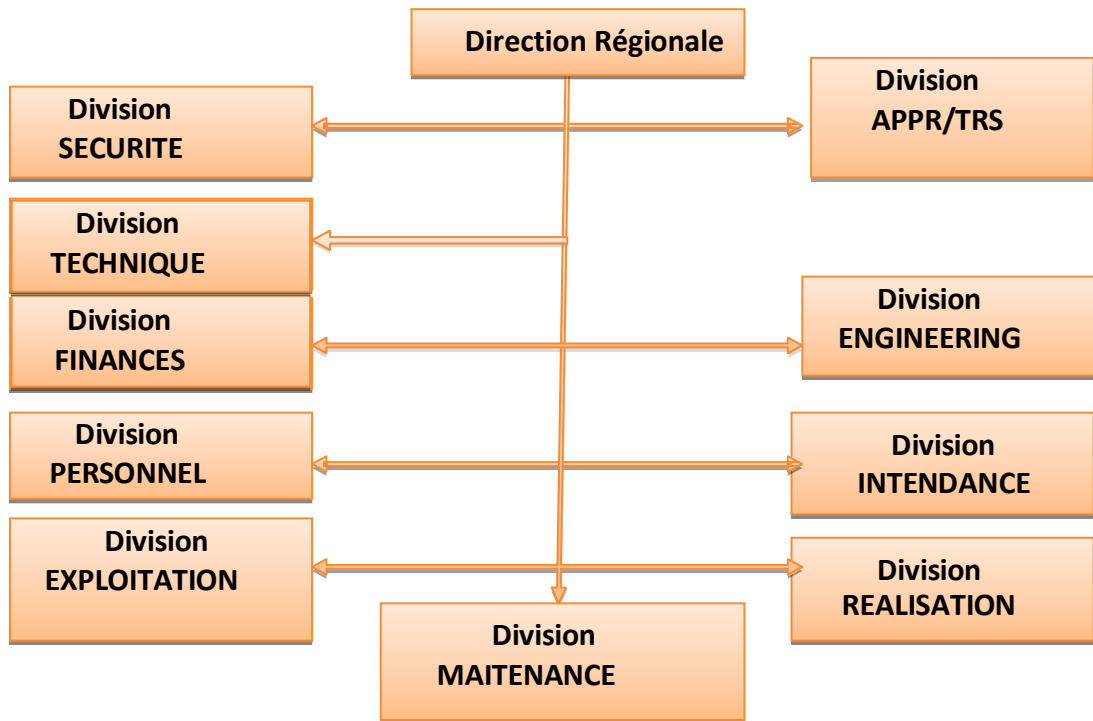 Direction Régionale
Division
SECURITE
Division
APPR/TRS
Division
TECHNIQUE
Division
FINANCES
Division
ENGINEERING
Division
PERSONNEL
Division
INTENDANCE
Division
EXPLOITATION
Division
REALISATION
Division
MAITENANCE